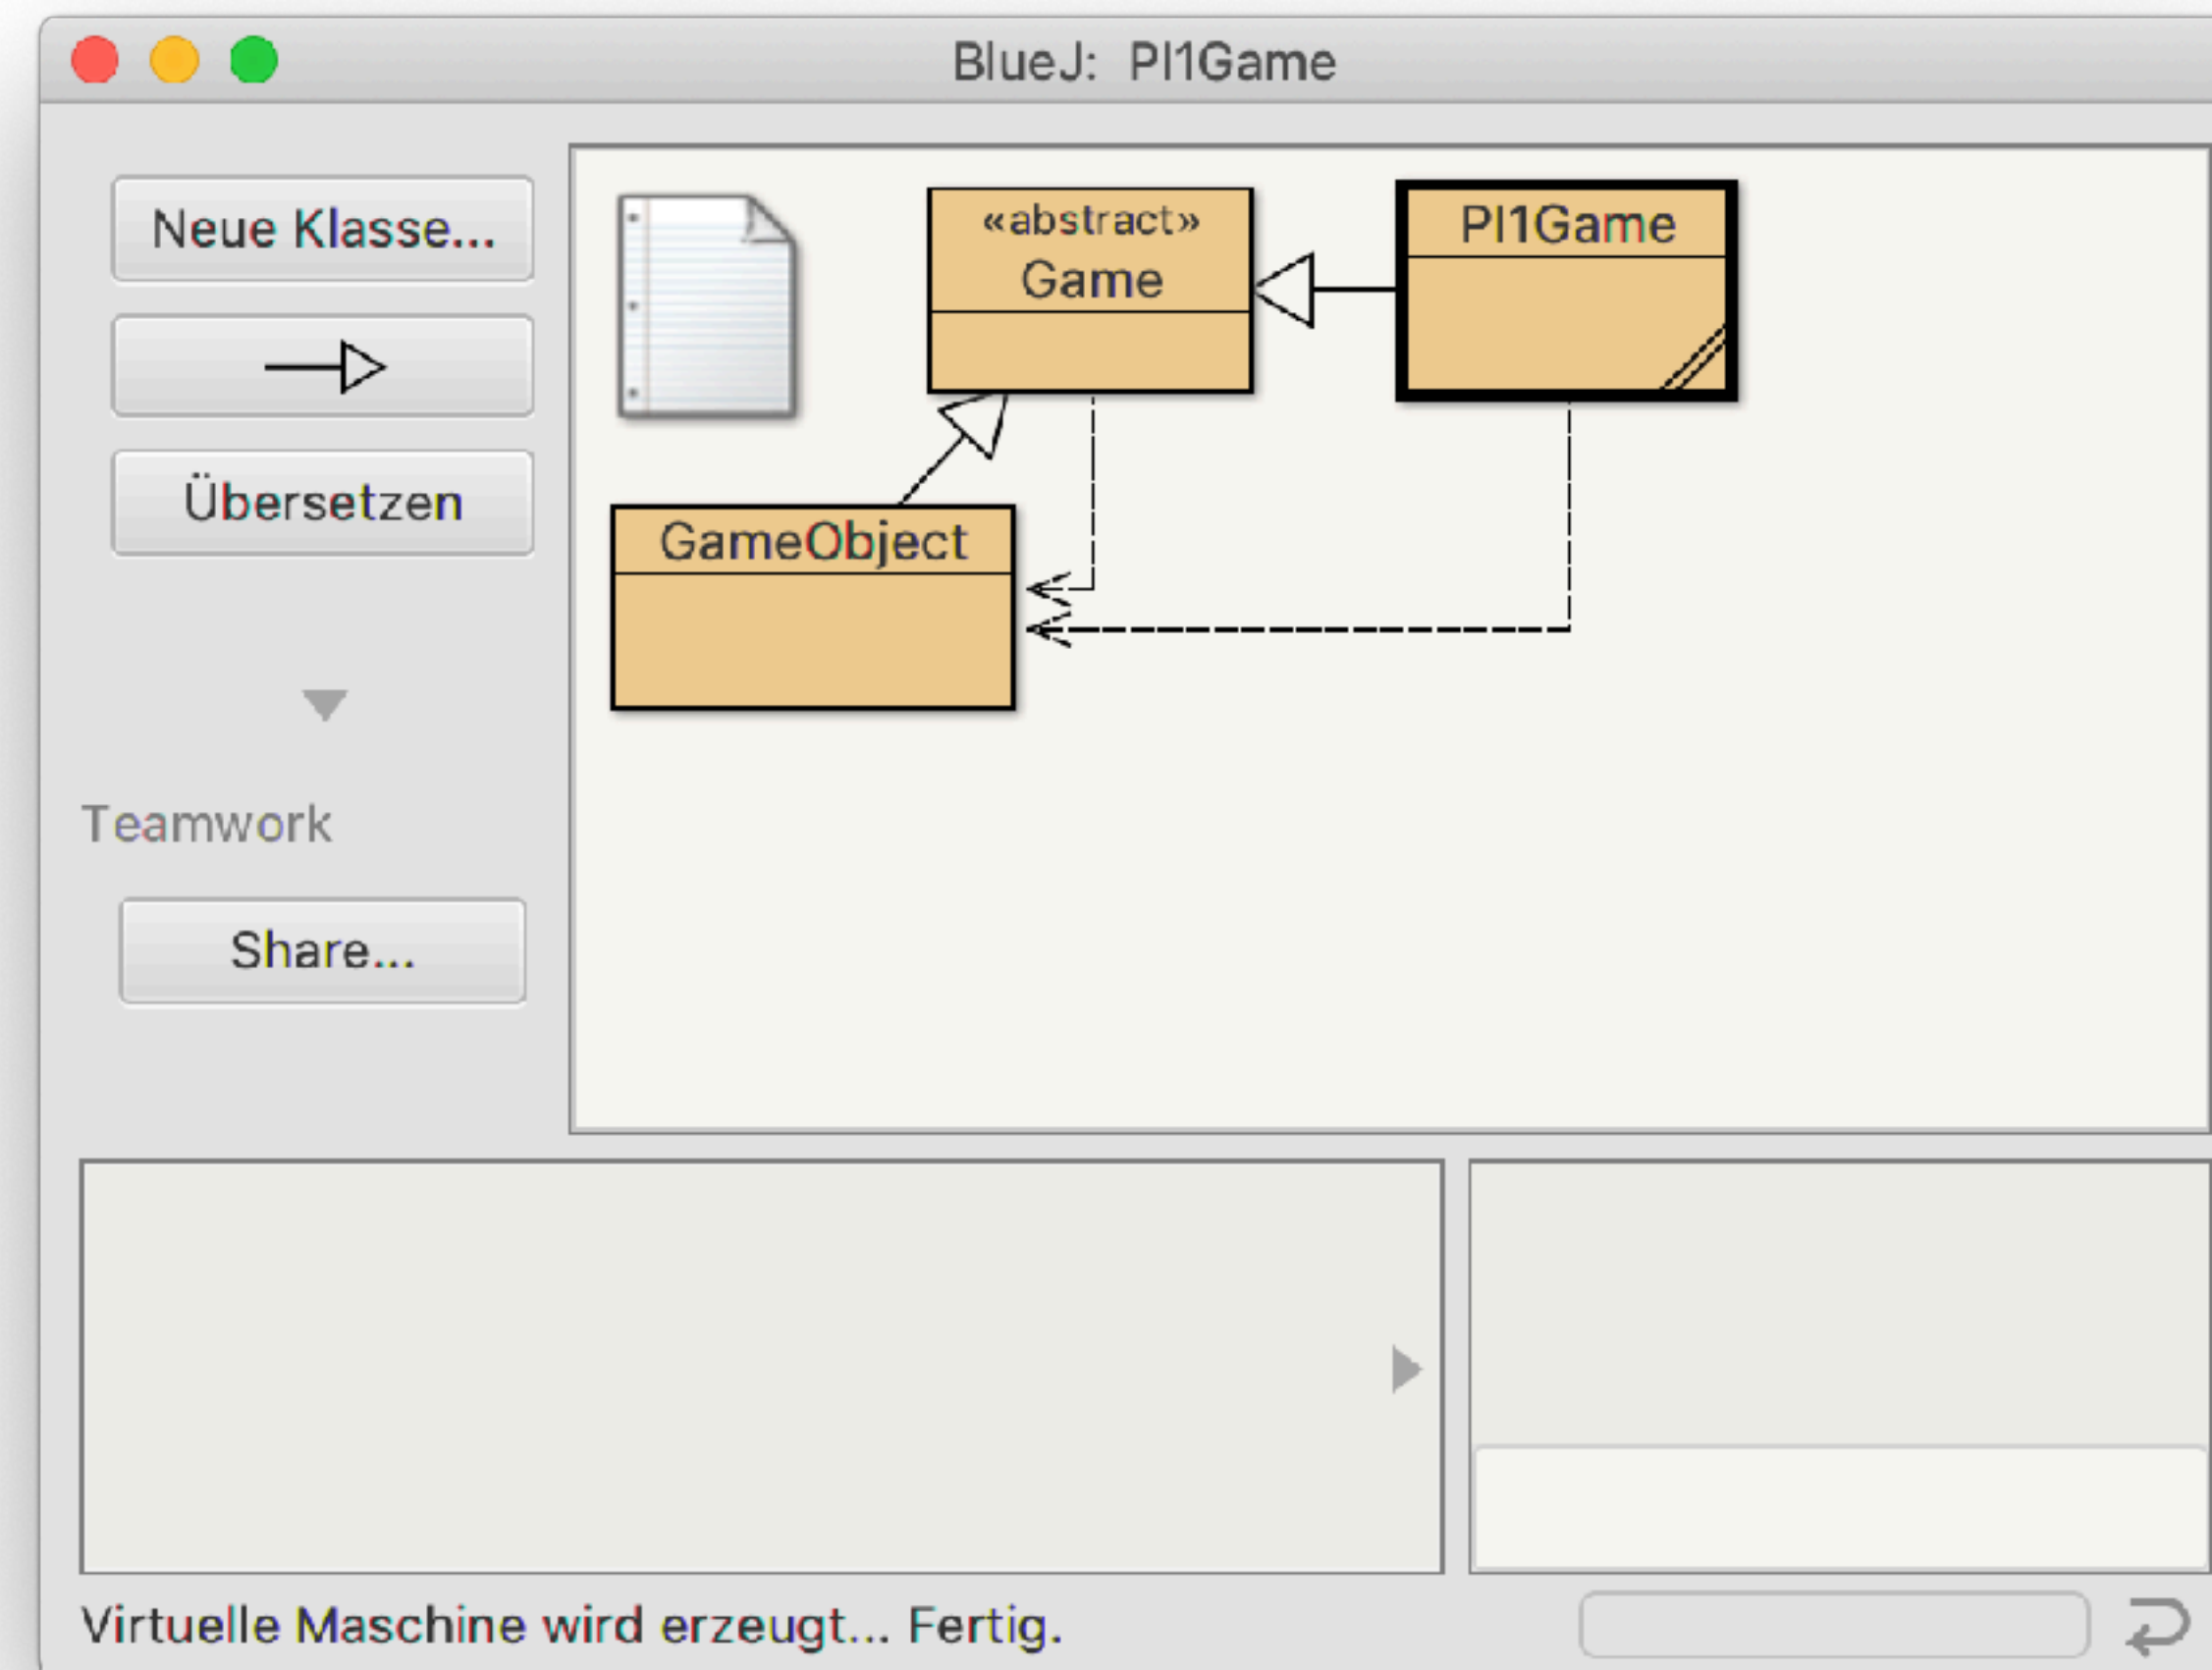 BlueJ: PI1Game
Neue Klasse...
Übersetzen
Teamwork
Share...
«abstract»
Game
PI1Game
GameObject
Virtuelle Maschine wird erzeugt... Fertig.